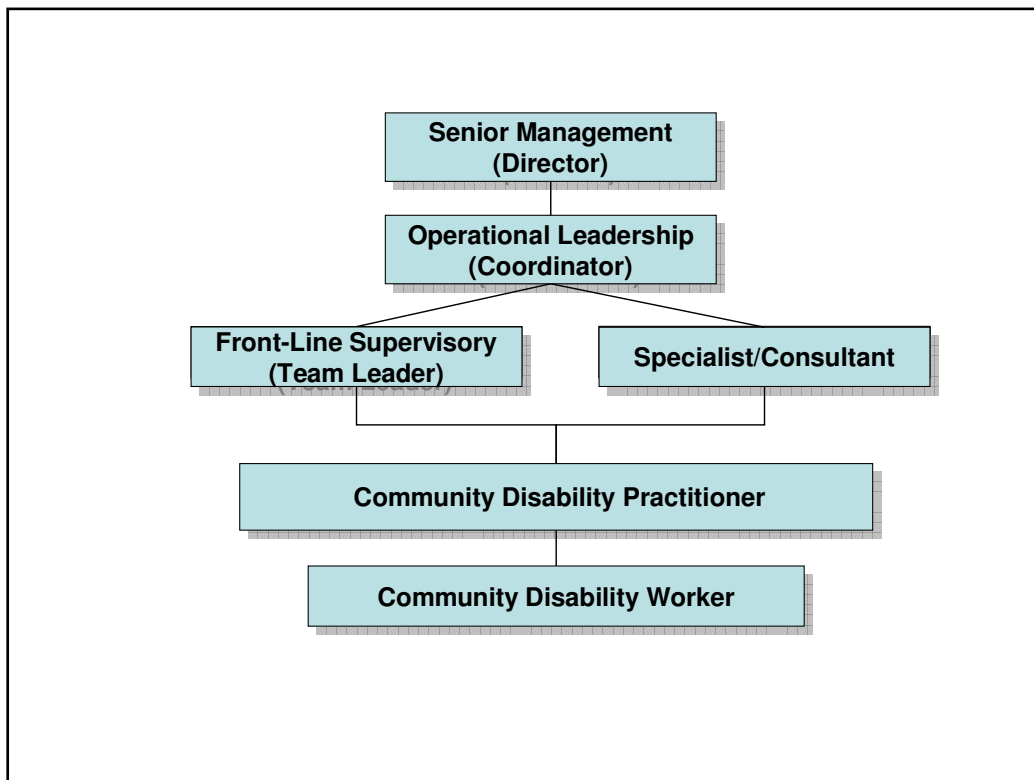 Senior Management
(Director)
Operational Leadership
(Coordinator)
Front-Line Supervisory
(Team Leader)
Specialist/Consultant
Community Disability Practitioner
Community Disability Worker